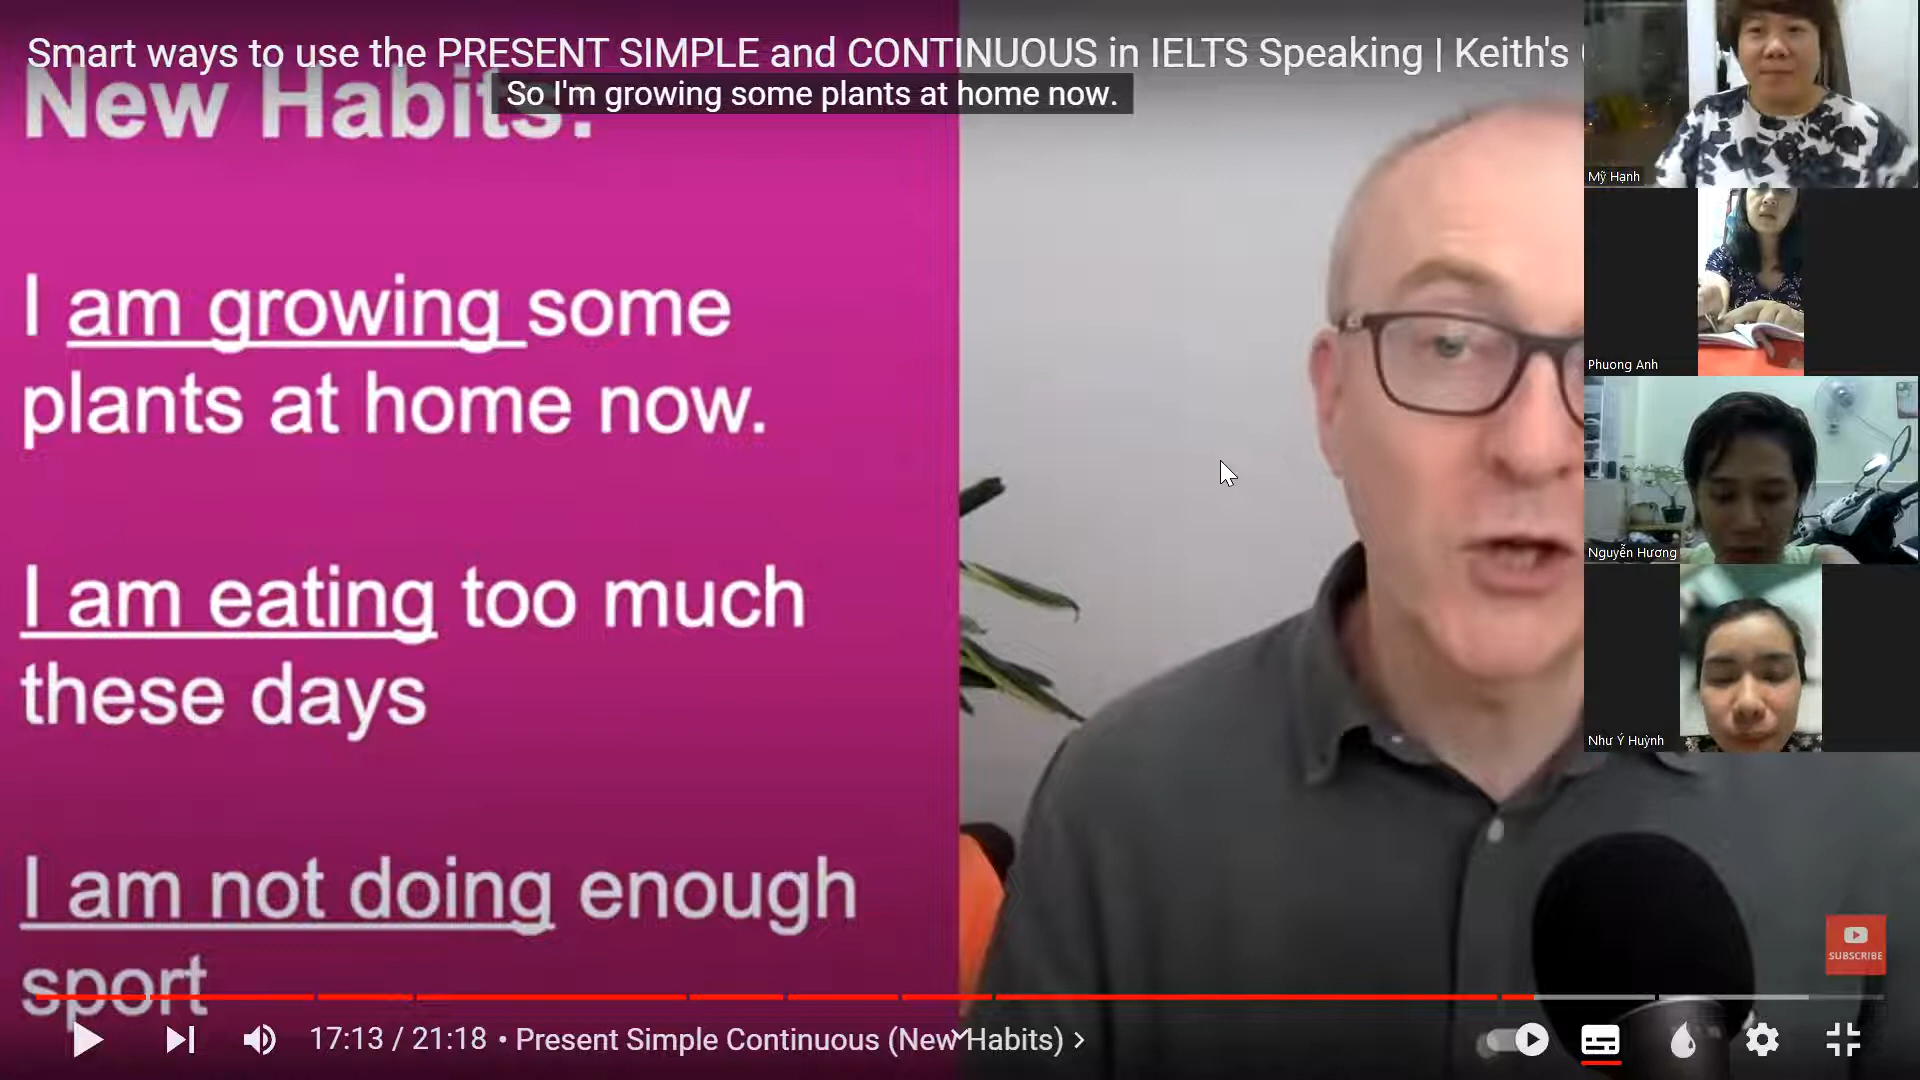 Smart ways to use the PRESENT SIMPLE and CONTINUOUS in IELTS Speaking | Keith's
So I'm growing some plants at home now.
New Habits:
I am growing some
plants at home now.
I am eating too much
these days
I am not doing enough
sport
Mỹ Hạnh
Phuong Anh
Nguyễn Hương
Như Ý Huỳnh
SUBSCRIBE
17:13 / 21:18 • Present Simple Continuous (New Habits) >